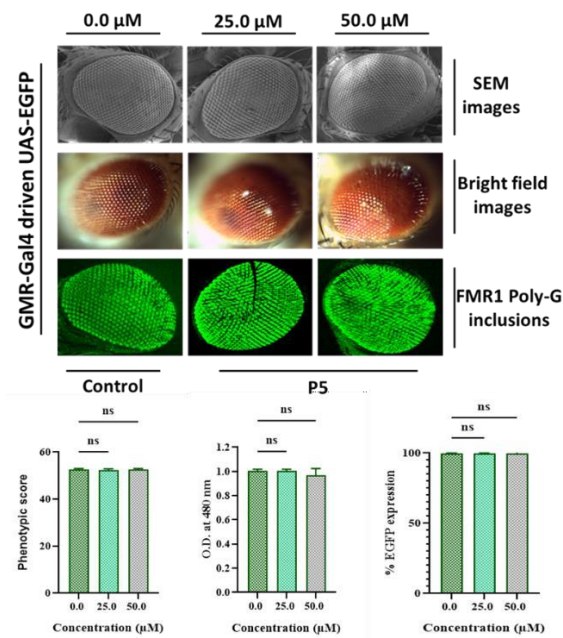 0.0 µM
25.0 µM
50.0 µM
GMR-Gal4 driven UAS-EGFP
SEM
images
Bright field
images
FMR1 Poly-G
inclusions
Control
P5
ns
ns
Phenotypic score
60
40
20
0
0.0
25.0
50.0
Concentration (µM)
ns
ns
O.D. at 480 nm
1.2
1.0
0.8
0.6
0.4
0.2
0.0
0.0
25.0
50.0
Concentration (µM)
ns
ns
% EGFP expression
100
50
0
0.0
25.0
50.0
Concentration (µM)